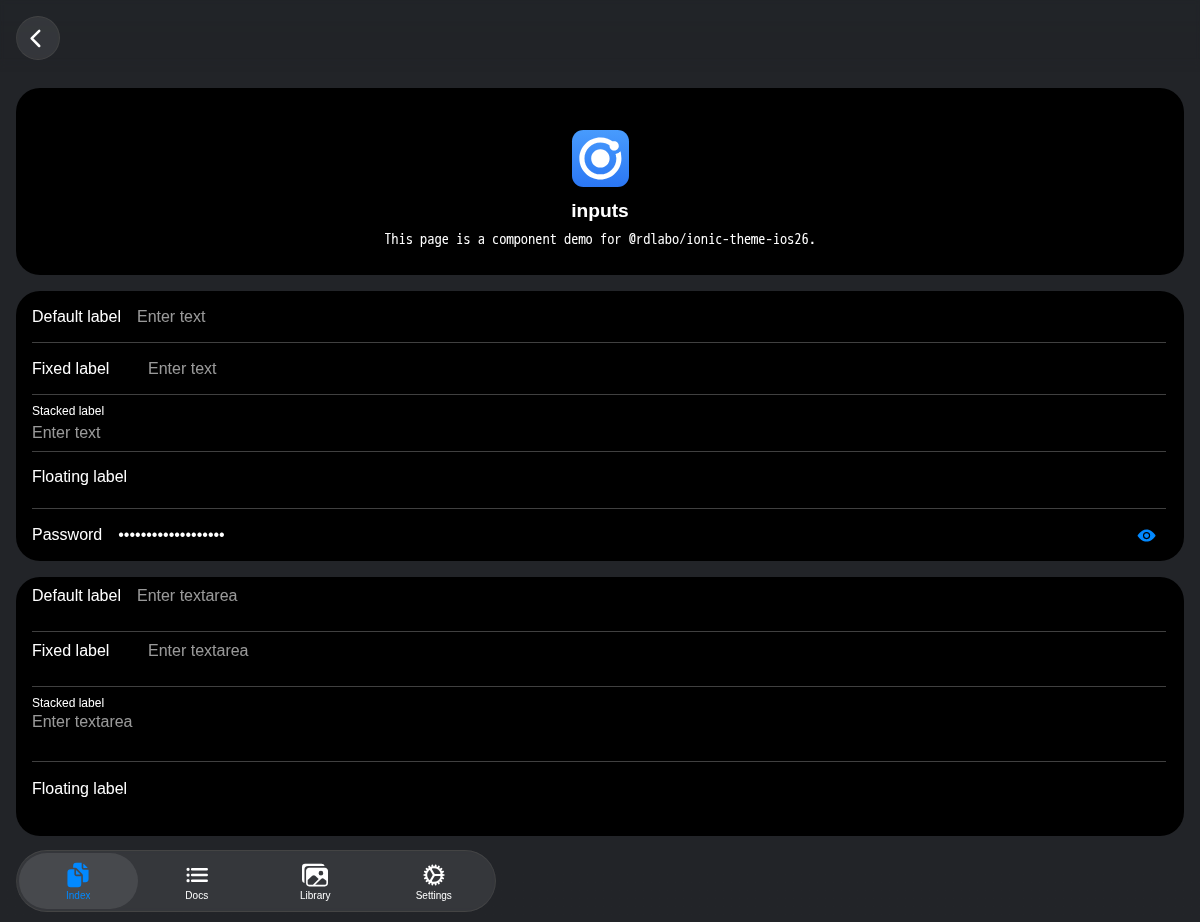 inputs
This page is a component demo for @rdlabo/ionic-theme-ios26.
Default label Enter text
Fixed label Enter text
Stacked label
Enter text
Floating label
Password •••••••••••••••••••
Default label Enter textarea
Fixed label Enter textarea
Stacked label
Enter textarea
Floating label
Index Docs Library Settings